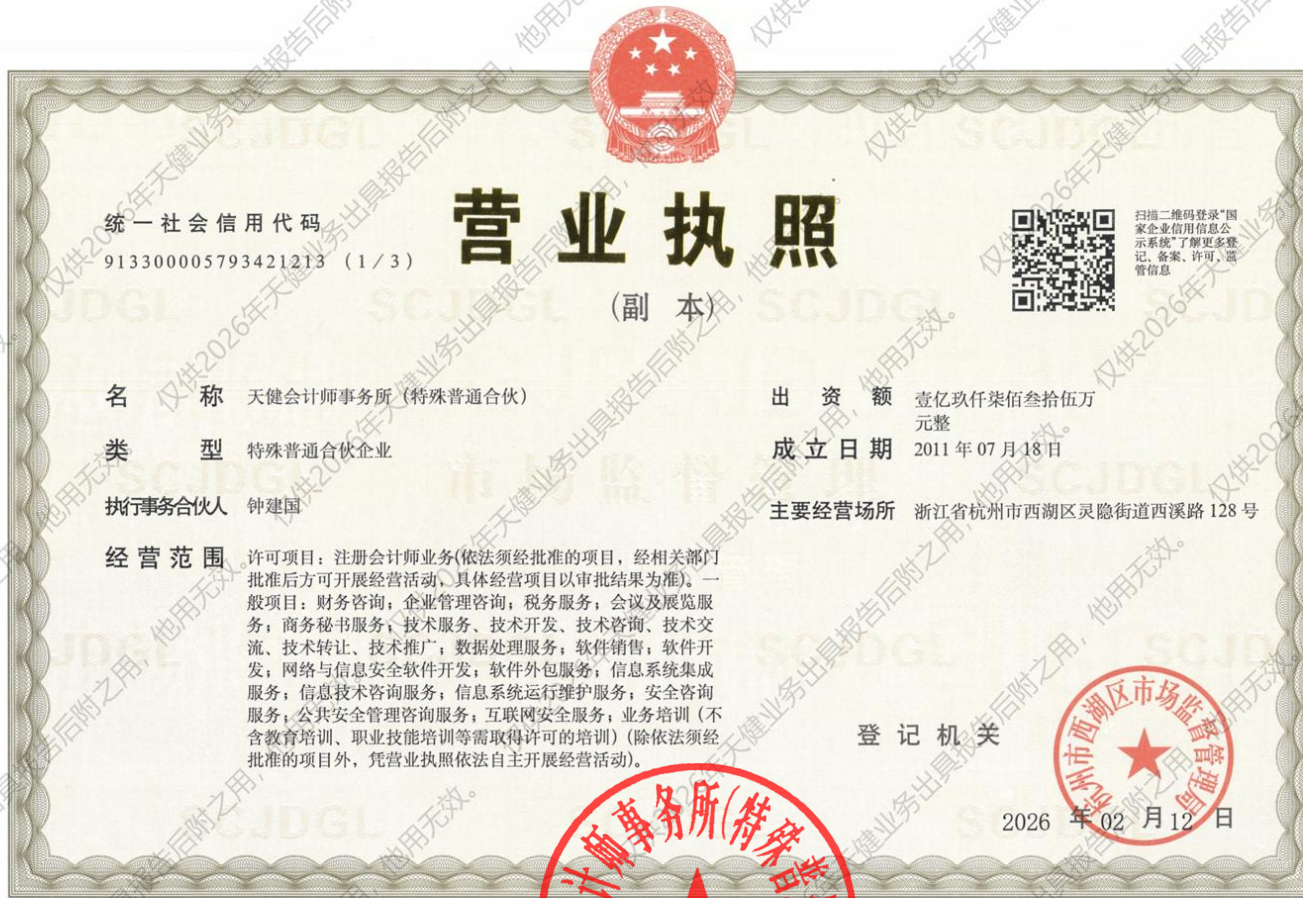 营业执照
(副 本)
统一社会信用代码
913300005793421213 (1/3)
扫描二维码登录“国
家企业信用信息公
示系统”了解更多登
记、备案、许可、监
管信息
名 称 天健会计师事务所（特殊普通合伙）
类 型 特殊普通合伙企业
执行事务合伙人 钟建国
经营范围 许可项目：注册会计师业务(依法须经批准的项目，经相关部门
批准后方可开展经营活动，具体经营项目以审批结果为准)。一
般项目：财务咨询；企业管理咨询；税务服务；会议及展览服
务；商务秘书服务；技术服务、技术开发、技术咨询、技术交
流、技术转让、技术推广；数据处理服务；软件销售；软件开
发；网络与信息安全软件开发；软件外包服务；信息系统集成
服务；信息技术咨询服务；信息系统运行维护服务；安全咨询
服务；公共安全管理咨询服务；互联网安全服务；业务培训（不
含教育培训、职业技能培训等需取得许可的培训）(除依法须经
批准的项目外，凭营业执照依法自主开展经营活动)。
出 资 额 壹亿玖仟柒佰叁拾伍万
元整
成立日期 2011年07月18日
主要经营场所 浙江省杭州市西湖区灵隐街道西溪路128号
登记机关
杭州市西湖区市场监督管理局
2026 年 02 月 12 日
计师事务所(特殊普
仅供2026年天健业务出具报告后附之用，他用无效。
SCJDGL
市场监督管理